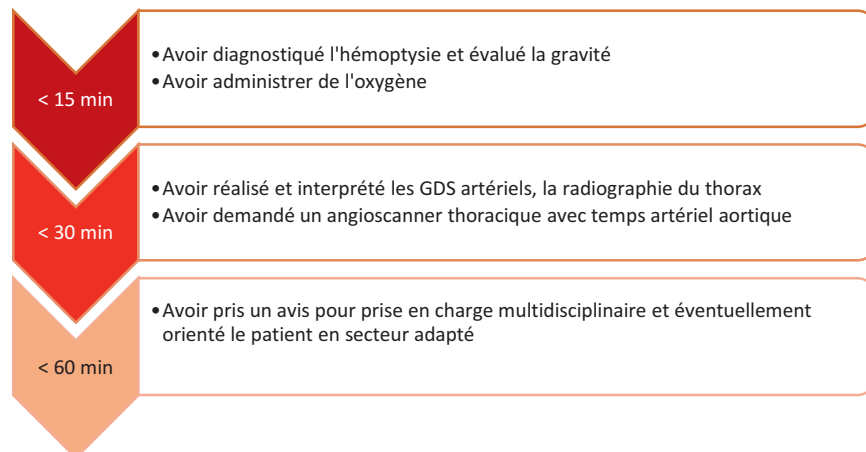 < 15 min
•Avoir diagnostiqué l'hémoptysie et évalué la gravité
•Avoir administrer de l'oxygène
< 30 min
•Avoir réalisé et interprété les GDS artériels, la radiographie du thorax
•Avoir demandé un angioscanner thoracique avec temps artériel aortique
< 60 min
•Avoir pris un avis pour prise en charge multidisciplinaire et éventuellement
orienté le patient en secteur adapté